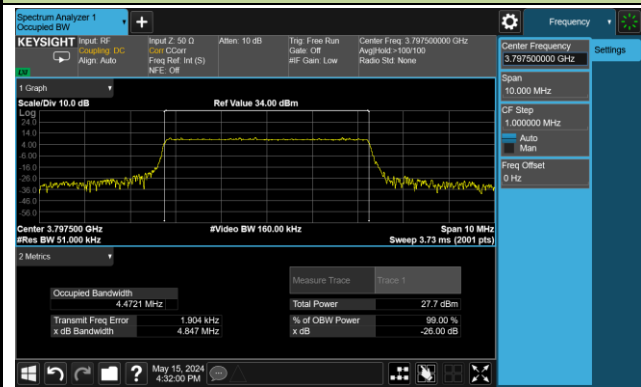 Spectrum Analyzer 1
Occupied BW
Frequency
KEYSIGHT
Input: RF
Coupling: DC
Align: Auto
Input Z: 50 Ω
Corr CCorr
Freq Ref: Int (S)
NFE: Off
Atten: 10 dB
Trig: Free Run
Gate: Off
#IF Gain: Low
Center Freq: 3.797500000 GHz
Avg|Hold:>100/100
Radio Std: None
Center Frequency
3.797500000 GHz
Settings
Span
10.000 MHz
CF Step
1.000000 MHz
Auto
Man
Freq Offset
0 Hz
1 Graph
Scale/Div 10.0 dB
Ref Value 34.00 dBm
Log
24.0
14.0
4.00
-6.00
-16.0
-26.0
-36.0
-46.0
-56.0
Center 3.797500 GHz
#Video BW 160.00 kHz
Span 10 MHz
#Res BW 51.000 kHz
Sweep 3.73 ms (2001 pts)
2 Metrics
Measure Trace
Trace 1
Occupied Bandwidth
4.4721 MHz
Total Power
27.7 dBm
Transmit Freq Error
1.904 kHz
% of OBW Power
99.00 %
x dB Bandwidth
4.847 MHz
x dB
-26.00 dB
May 15, 2024
4:32:00 PM